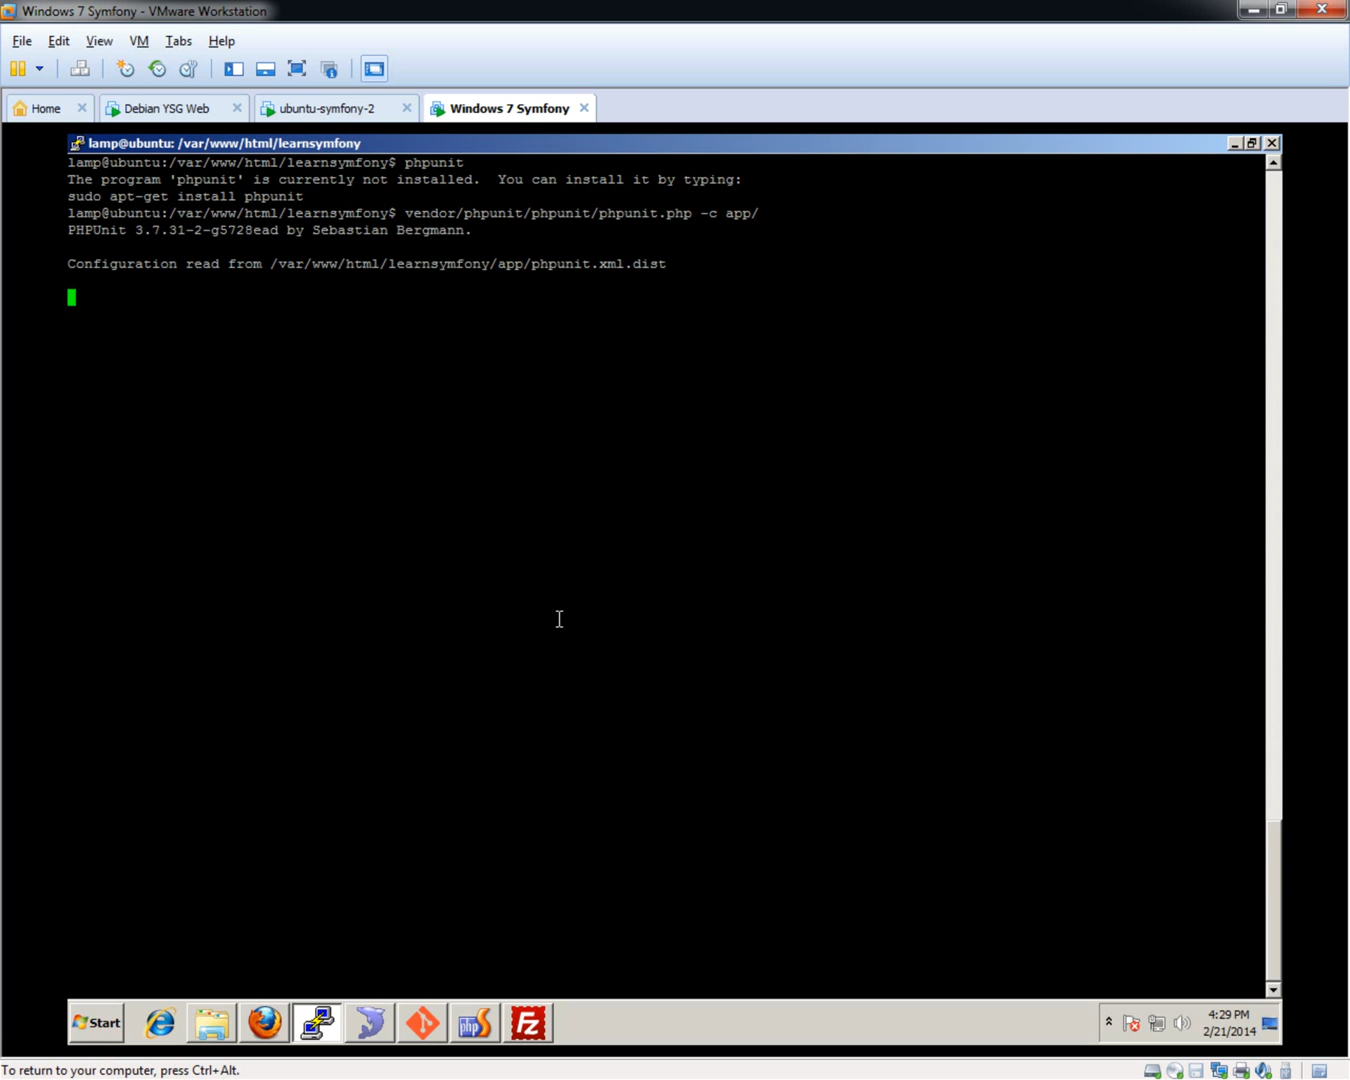 Windows 7 Symfony - VMware Workstation
File Edit View VM Tabs Help
Home Debian YSG Web ubuntu-symfony-2 Windows 7 Symfony
lamp@ubuntu: /var/www/html/learnsymfony
lamp@ubuntu:/var/www/html/learnsymfony$ phpunit
The program 'phpunit' is currently not installed.  You can install it by typing:
sudo apt-get install phpunit
lamp@ubuntu:/var/www/html/learnsymfony$ vendor/phpunit/phpunit/phpunit.php -c app/
PHPUnit 3.7.31-2-g5728ead by Sebastian Bergmann.
Configuration read from /var/www/html/learnsymfony/app/phpunit.xml.dist
Start
php
Fz
4:29 PM
2/21/2014
To return to your computer, press Ctrl+Alt.